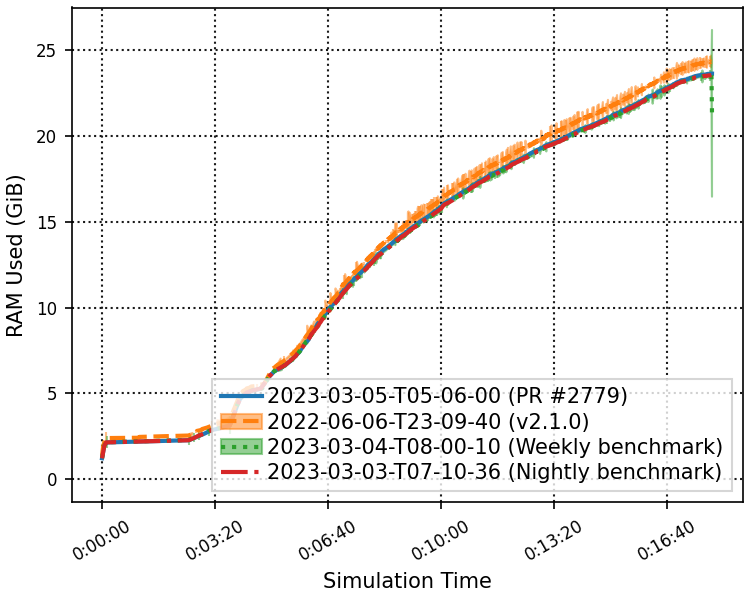 25
20
15
10
5
0
RAM Used (GiB)
2023-03-05-T05-06-00 (PR #2779)
2022-06-06-T23-09-40 (v2.1.0)
2023-03-04-T08-00-10 (Weekly benchmark)
2023-03-03-T07-10-36 (Nightly benchmark)
0:00:00
0:03:20
0:06:40
0:10:00
0:13:20
0:16:40
Simulation Time